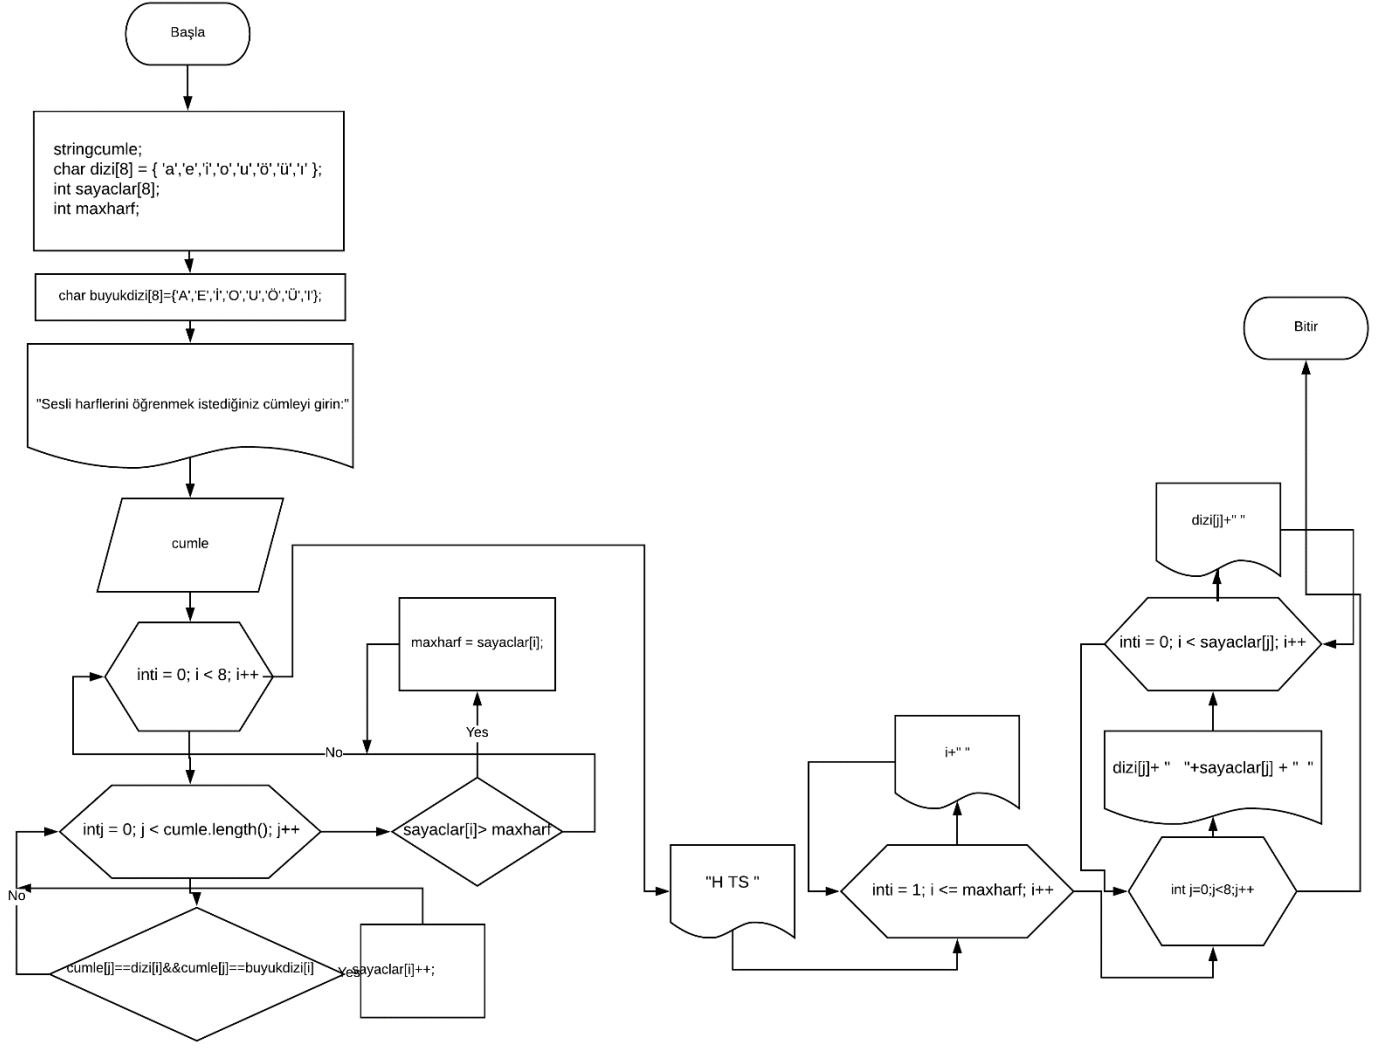 Başla
stringcumle;
char dizi[8] = { 'a','e','i','o','u','ö','ü','ı' };
int sayaclar[8];
int maxharf;
char buyukdizi[8]={'A','E','İ','O','U','Ö','Ü','I'};
"Sesli harflerini öğrenmek istediğiniz cümleyi girin:"
cumle
inti = 0; i < 8; i++
maxharf = sayaclar[i];
Yes
No
intj = 0; j < cumle.length(); j++
sayaclar[i]> maxharf
No
cumle[j]==dizi[i]&&cumle[j]==buyukdizi[i]
Yes
sayaclar[i]++;
"H TS "
i+" "
inti = 1; i <= maxharf; i++
int j=0;j<8;j++
dizi[j]+ "   "+sayaclar[j] + "  "
inti = 0; i < sayaclar[j]; i++
dizi[j]+" "
Bitir